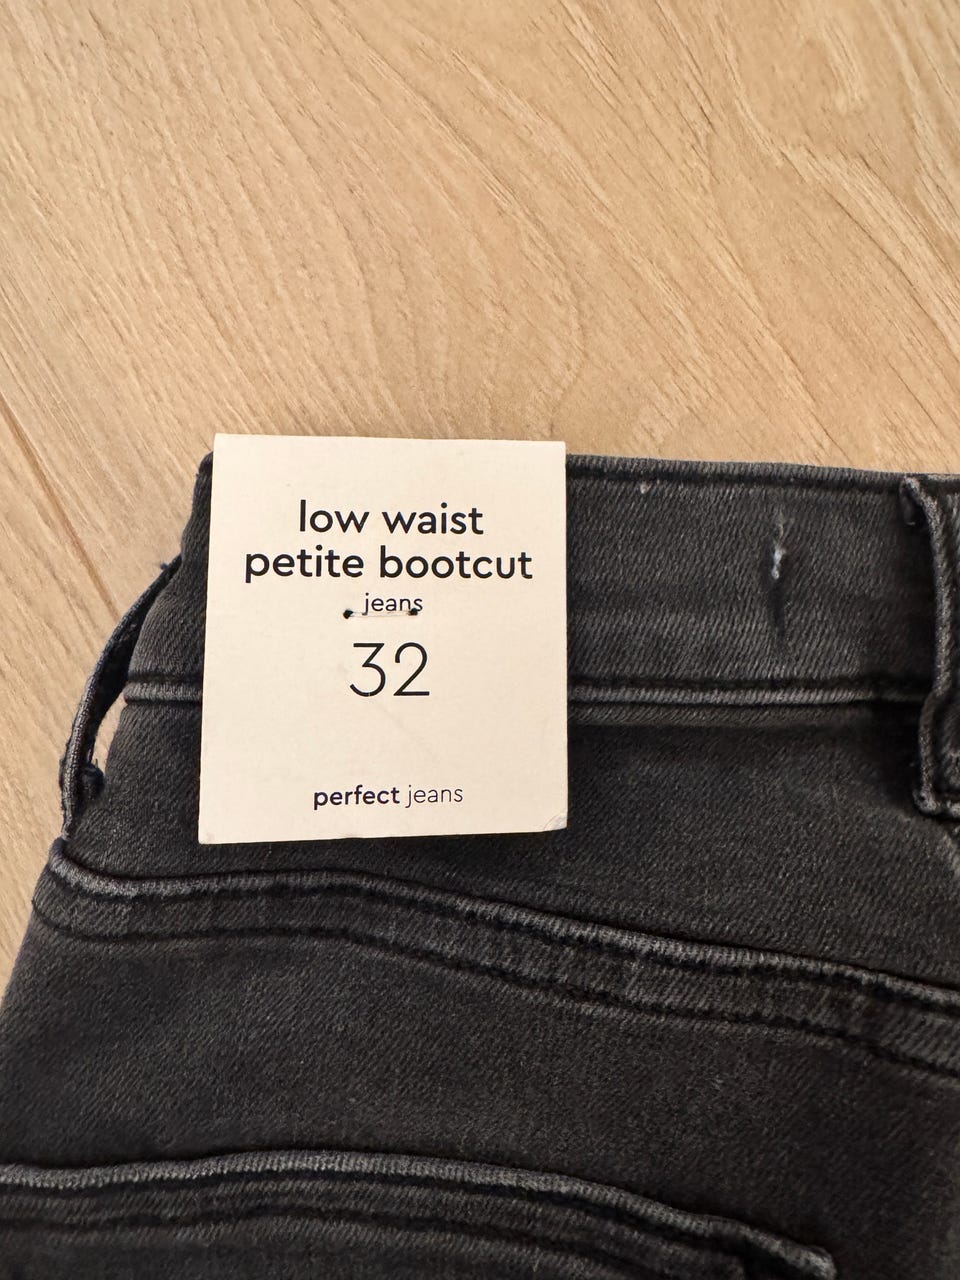 low waist
petite bootcut
jeans
32
perfect jeans